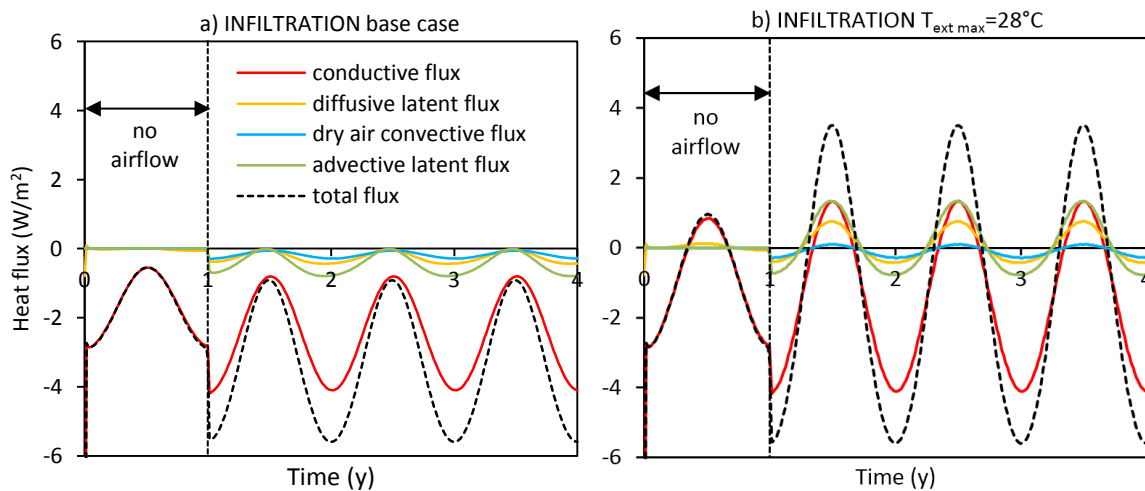 a) INFILTRATION base case
6
4
2
0
-2
-4
-6
Heat flux (W/m²)
no
airflow
conductive flux
diffusive latent flux
dry air convective flux
advective latent flux
total flux
0
1
2
3
4
Time (y)
b) INFILTRATION Text max=28°C
6
4
2
0
-2
-4
-6
no
airflow
0
1
2
3
4
Time (y)